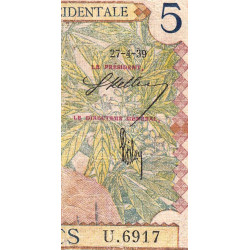 IDENTALE 5
27-4-39
LE PRÉSIDENT
LE DIRECTEUR GÉNÉRAL
CS U.6917